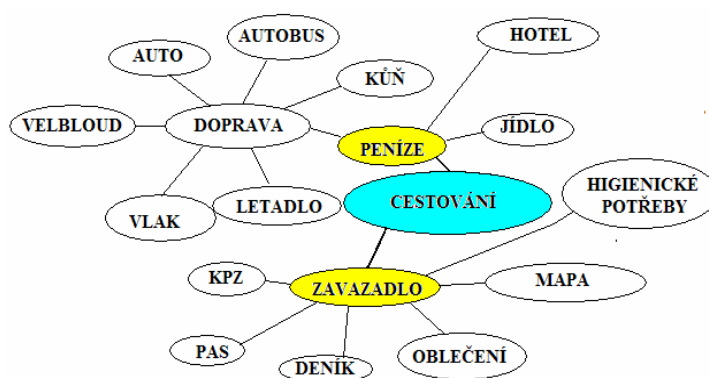 AUTOBUS
HOTEL
AUTO
KŮŇ
VELBLOUD
DOPRAVA
JÍDLO
PENÍZE
HIGIENICKÉ
POTŘEBY
CESTOVÁNÍ
LETADLO
VLAK
KPZ
ZAVAZADLO
MAPA
PAS
DENÍK
OBLEČENÍ